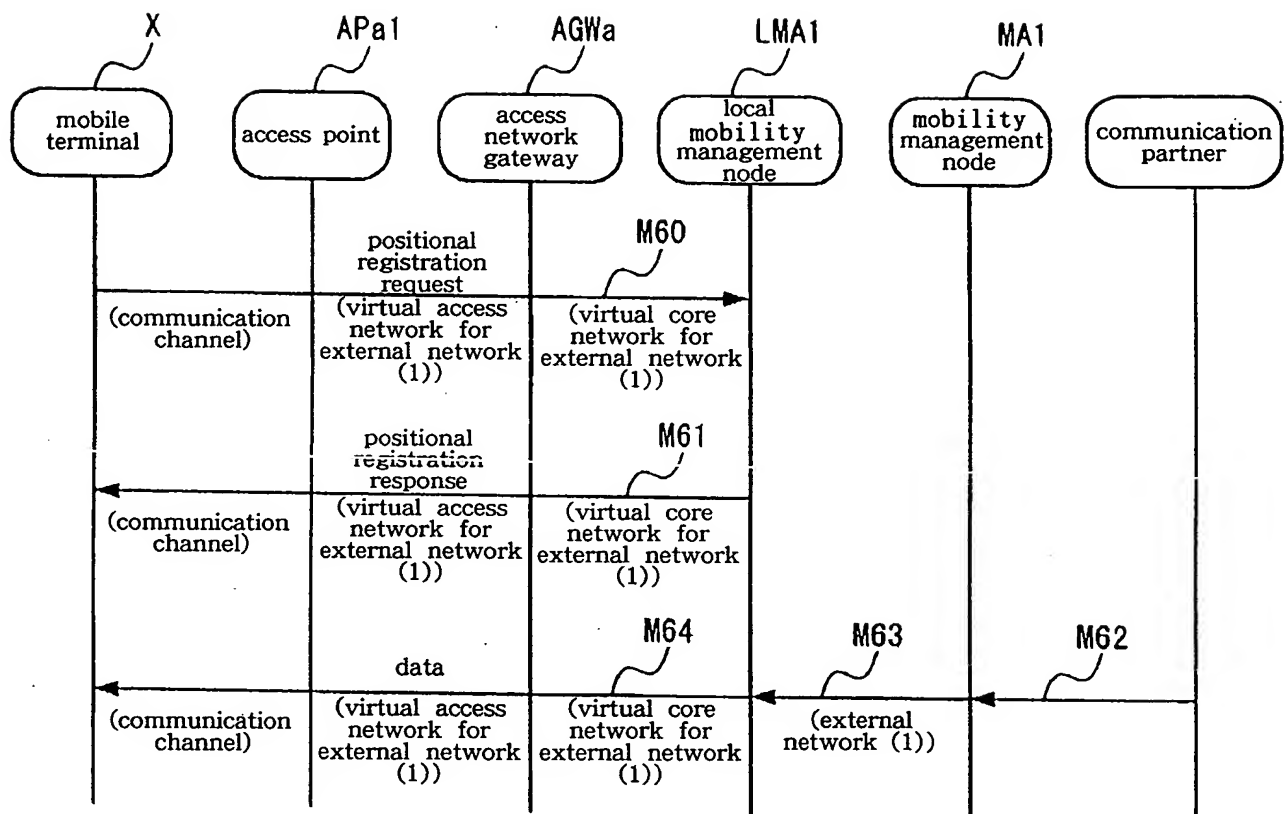 X
APa1
AGWa
LMA1
MA1
mobile
terminal
access point
access
network
gateway
local
mobility
management
node
mobility
management
node
communication
partner
positional
registration
request
M60
(communication
channel)
(virtual access
network for
external network
(1))
(virtual core
network for
external network
(1))
positional
registration
response
M61
(communication
channel)
(virtual access
network for
external network
(1))
(virtual core
network for
external network
(1))
data
M64
M63
M62
(communication
channel)
(virtual access
network for
external network
(1))
(virtual core
network for
external network
(1))
(external
network (1))